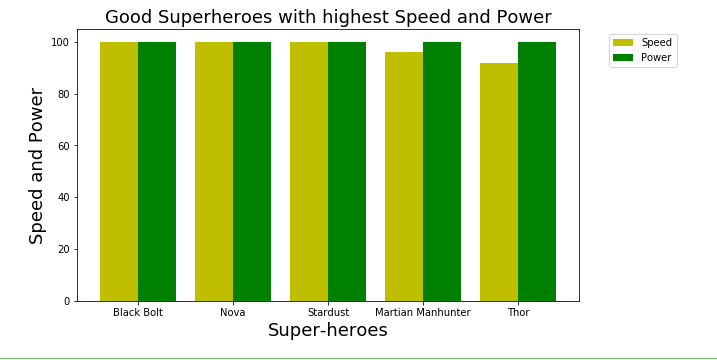 Good Superheroes with highest Speed and Power
Speed
Power
100
80
60
40
20
0
Speed and Power
Black Bolt
Nova
Stardust
Martian Manhunter
Thor
Super-heroes